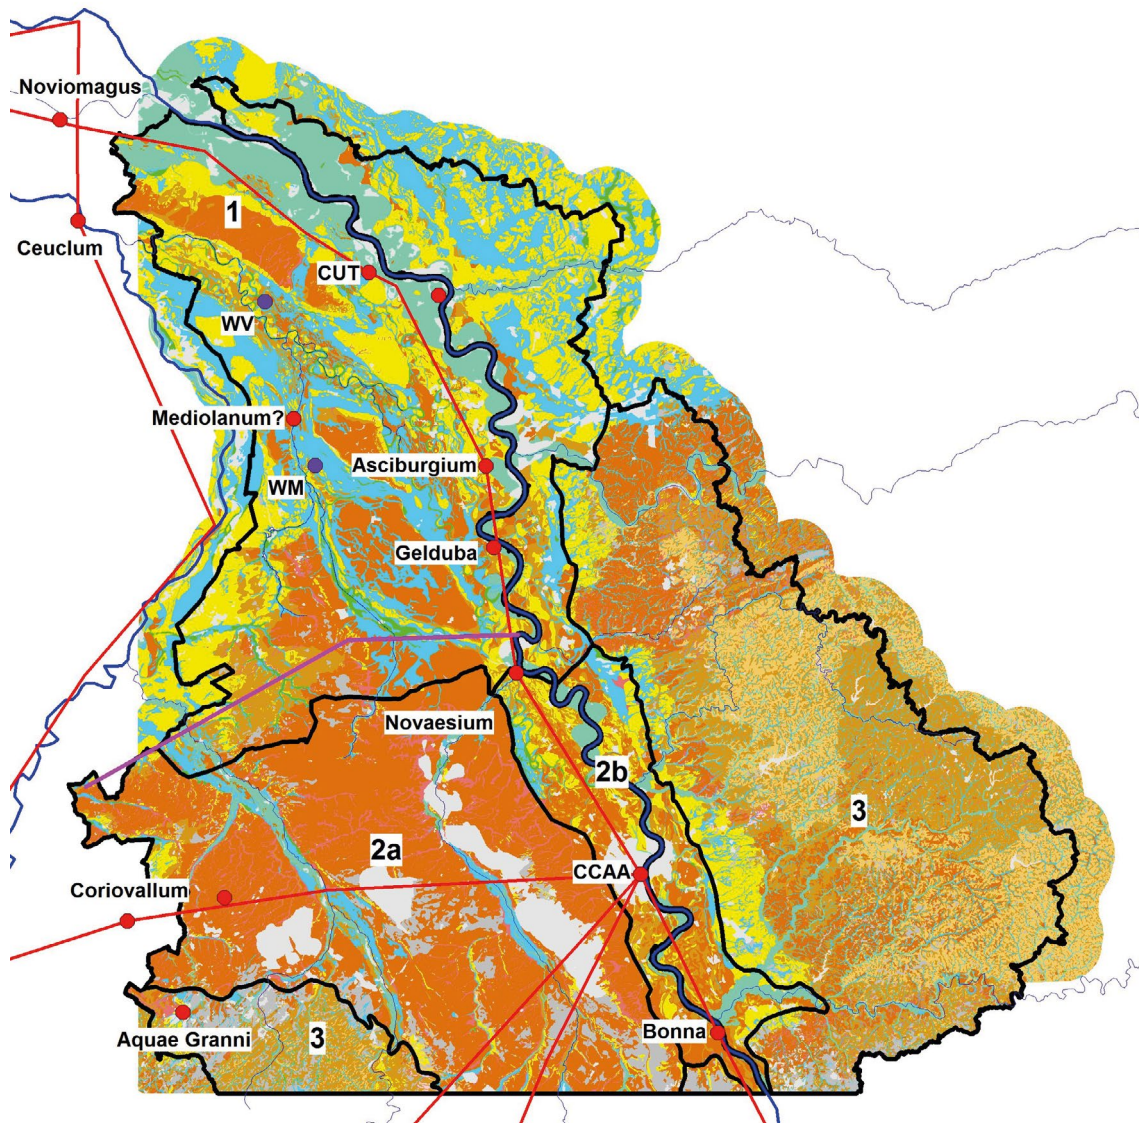 Noviomagus
1
Ceuclum
CUT
WV
Mediolanum?
Asciburgium
WM
Gelduba
Novaesium
2b
3
2a
CCAA
Coriovallum
Bonna
Aquae Granni
3